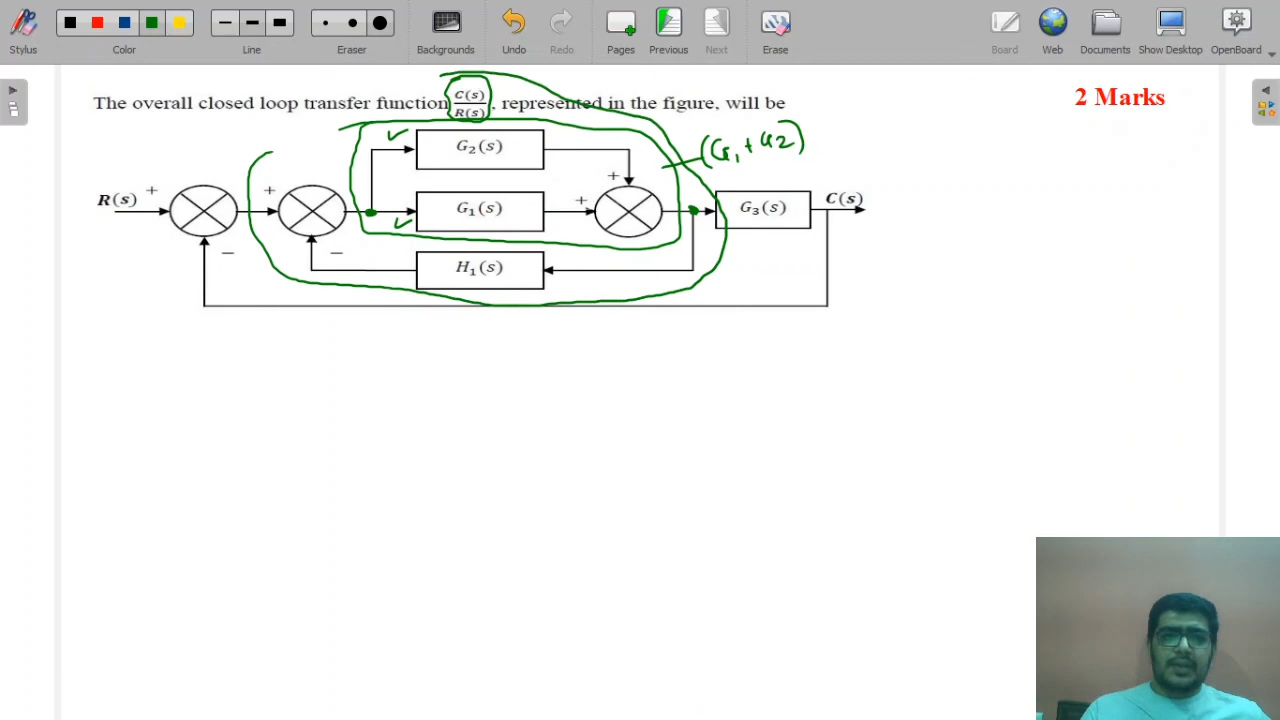 Stylus Color Line Eraser Backgrounds Undo Redo Pages Previous Next Erase Board Web Documents Show Desktop OpenBoard
The overall closed loop transfer function C(s)/R(s), represented in the figure, will be
2 Marks
G₂(s)
(G₁+G2)
R(s) + + G₁(s) + + G₃(s) C(s)
− − H₁(s)